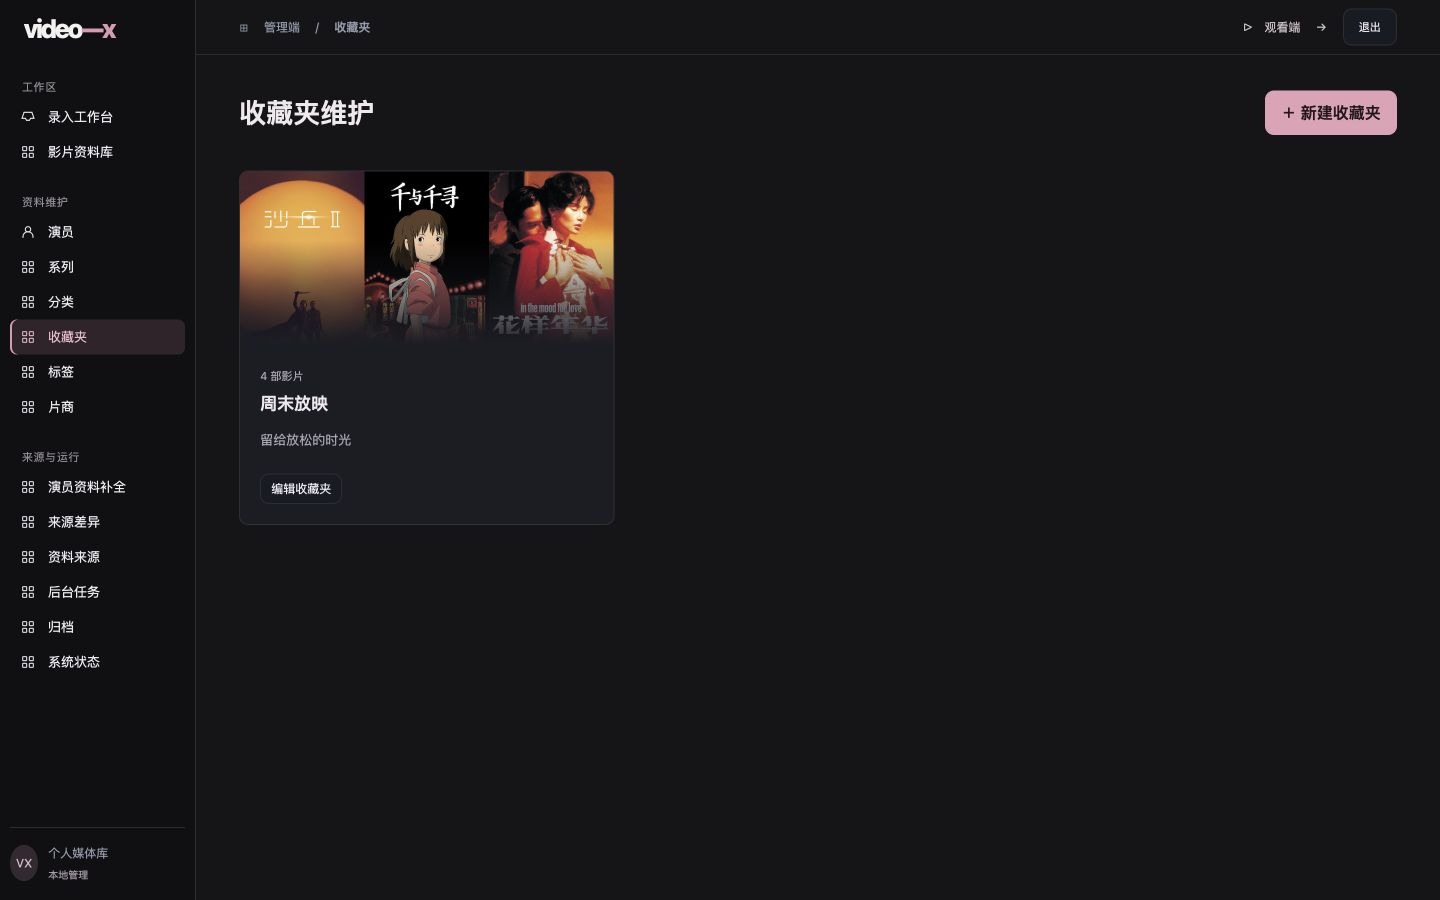 video—x
管理端 / 收藏夹
观看端
退出
工作区
录入工作台
影片资料库
资料维护
演员
系列
分类
收藏夹
标签
片商
来源与运行
演员资料补全
来源差异
资料来源
后台任务
归档
系统状态
VX
个人媒体库
本地管理
收藏夹维护
+ 新建收藏夹
沙丘II
千与千寻
in the mood for love
花样年华
4 部影片
周末放映
留给放松的时光
编辑收藏夹